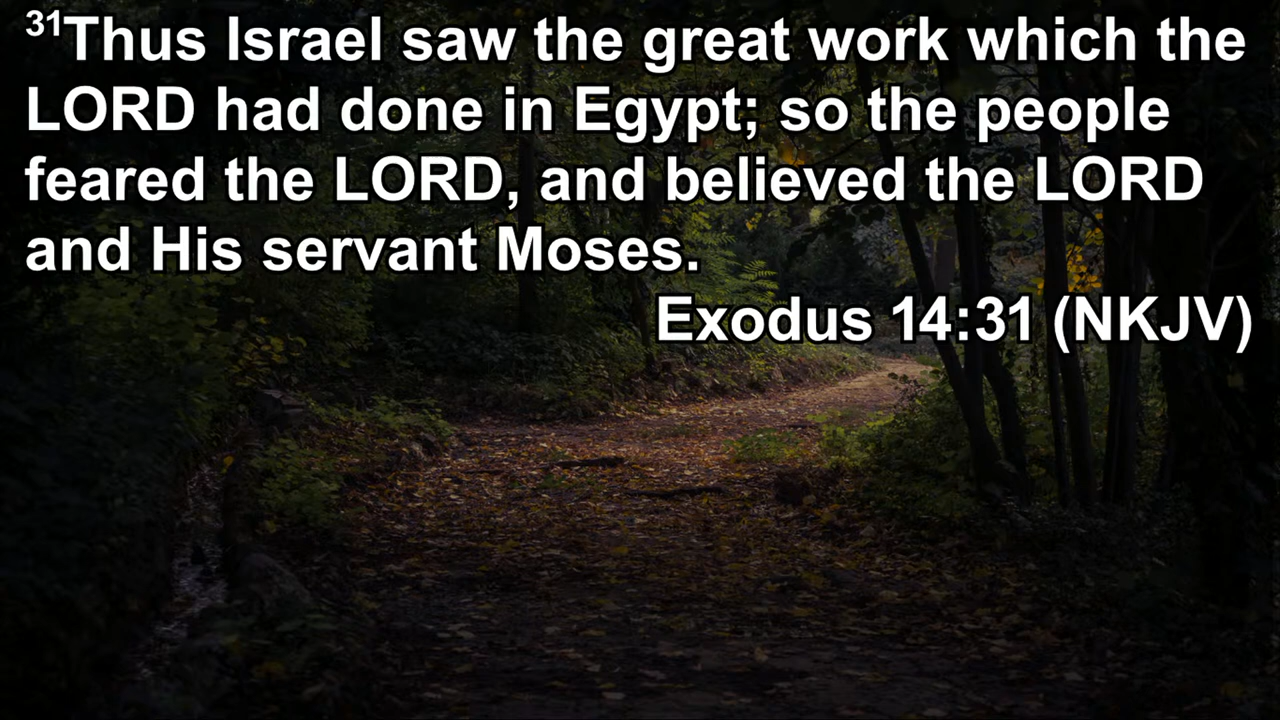 31Thus Israel saw the great work which the
LORD had done in Egypt; so the people
feared the LORD, and believed the LORD
and His servant Moses.
Exodus 14:31 (NKJV)